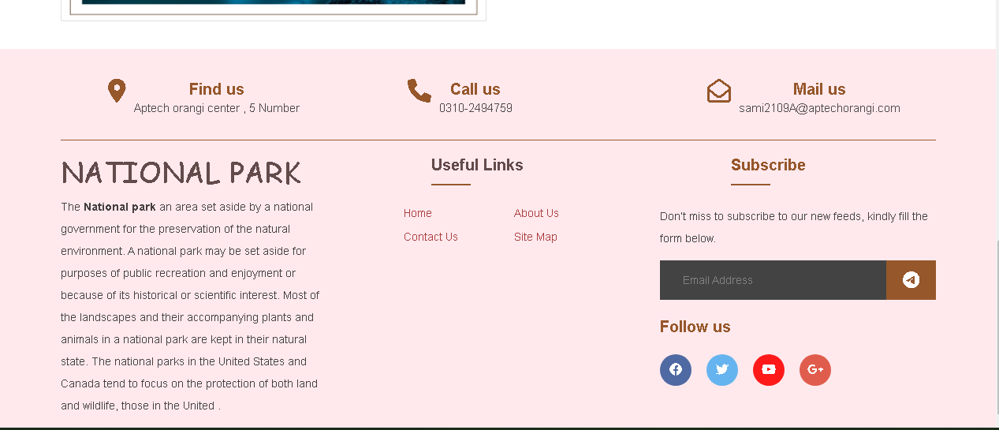 Find us
Aptech orangi center , 5 Number
Call us
0310-2494759
Mail us
sami2109A@aptechorangi.com
NATIONAL PARK
The National park an area set aside by a national
government for the preservation of the natural
environment. A national park may be set aside for
purposes of public recreation and enjoyment or
because of its historical or scientific interest. Most of
the landscapes and their accompanying plants and
animals in a national park are kept in their natural
state. The national parks in the United States and
Canada tend to focus on the protection of both land
and wildlife, those in the United .
Useful Links
Home
About Us
Contact Us
Site Map
Subscribe
Don't miss to subscribe to our new feeds, kindly fill the
form below.
Email Address
Follow us
G+